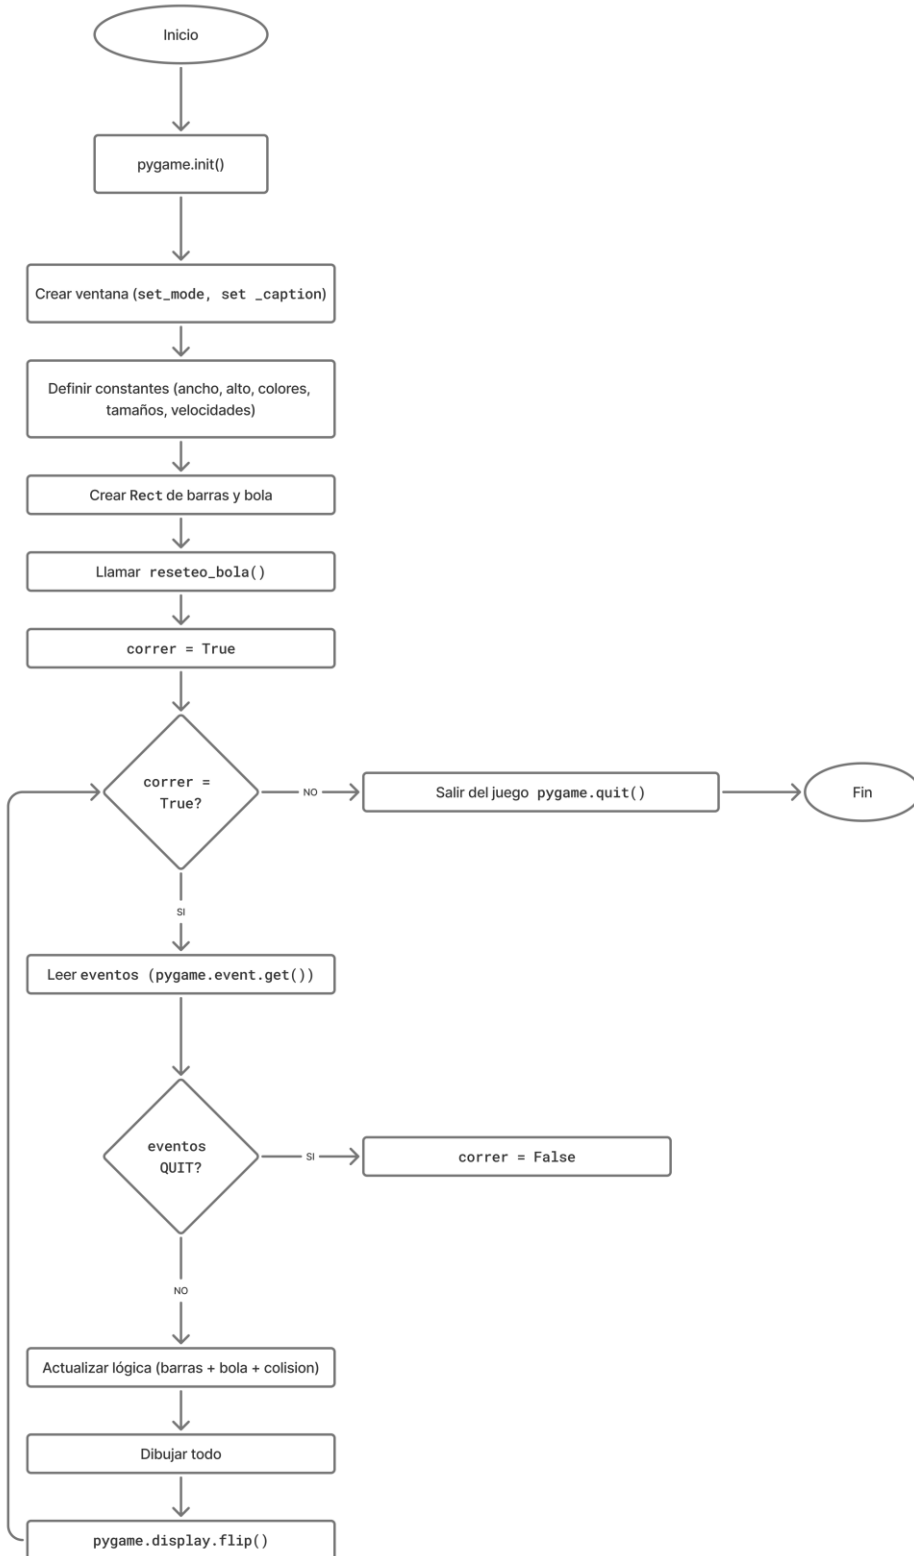 Inicio
pygame.init()
Crear ventana (set_mode, set _caption)
Definir constantes (ancho, alto, colores,
tamaños, velocidades)
Crear Rect de barras y bola
Llamar reseteo_bola()
correr = True
correr =
True?
NO
Salir del juego pygame.quit()
Fin
SI
Leer eventos (pygame.event.get())
eventos
QUIT?
SI
correr = False
NO
Actualizar lógica (barras + bola + colision)
Dibujar todo
pygame.display.flip()